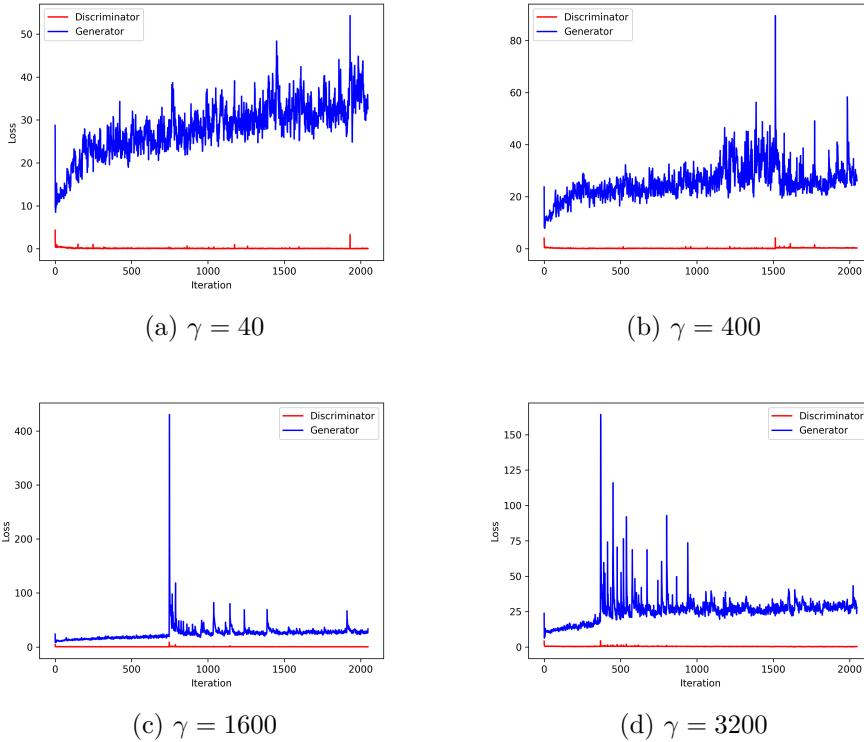 Discriminator
Generator
50
40
30
20
10
0
Loss
0 500 1000 1500 2000
Iteration
(a) γ = 40
Discriminator
Generator
80
60
40
20
0
Loss
0 500 1000 1500 2000
Iteration
(b) γ = 400
Discriminator
Generator
400
300
200
100
0
Loss
0 500 1000 1500 2000
Iteration
(c) γ = 1600
Discriminator
Generator
150
125
100
75
50
25
0
Loss
0 500 1000 1500 2000
Iteration
(d) γ = 3200